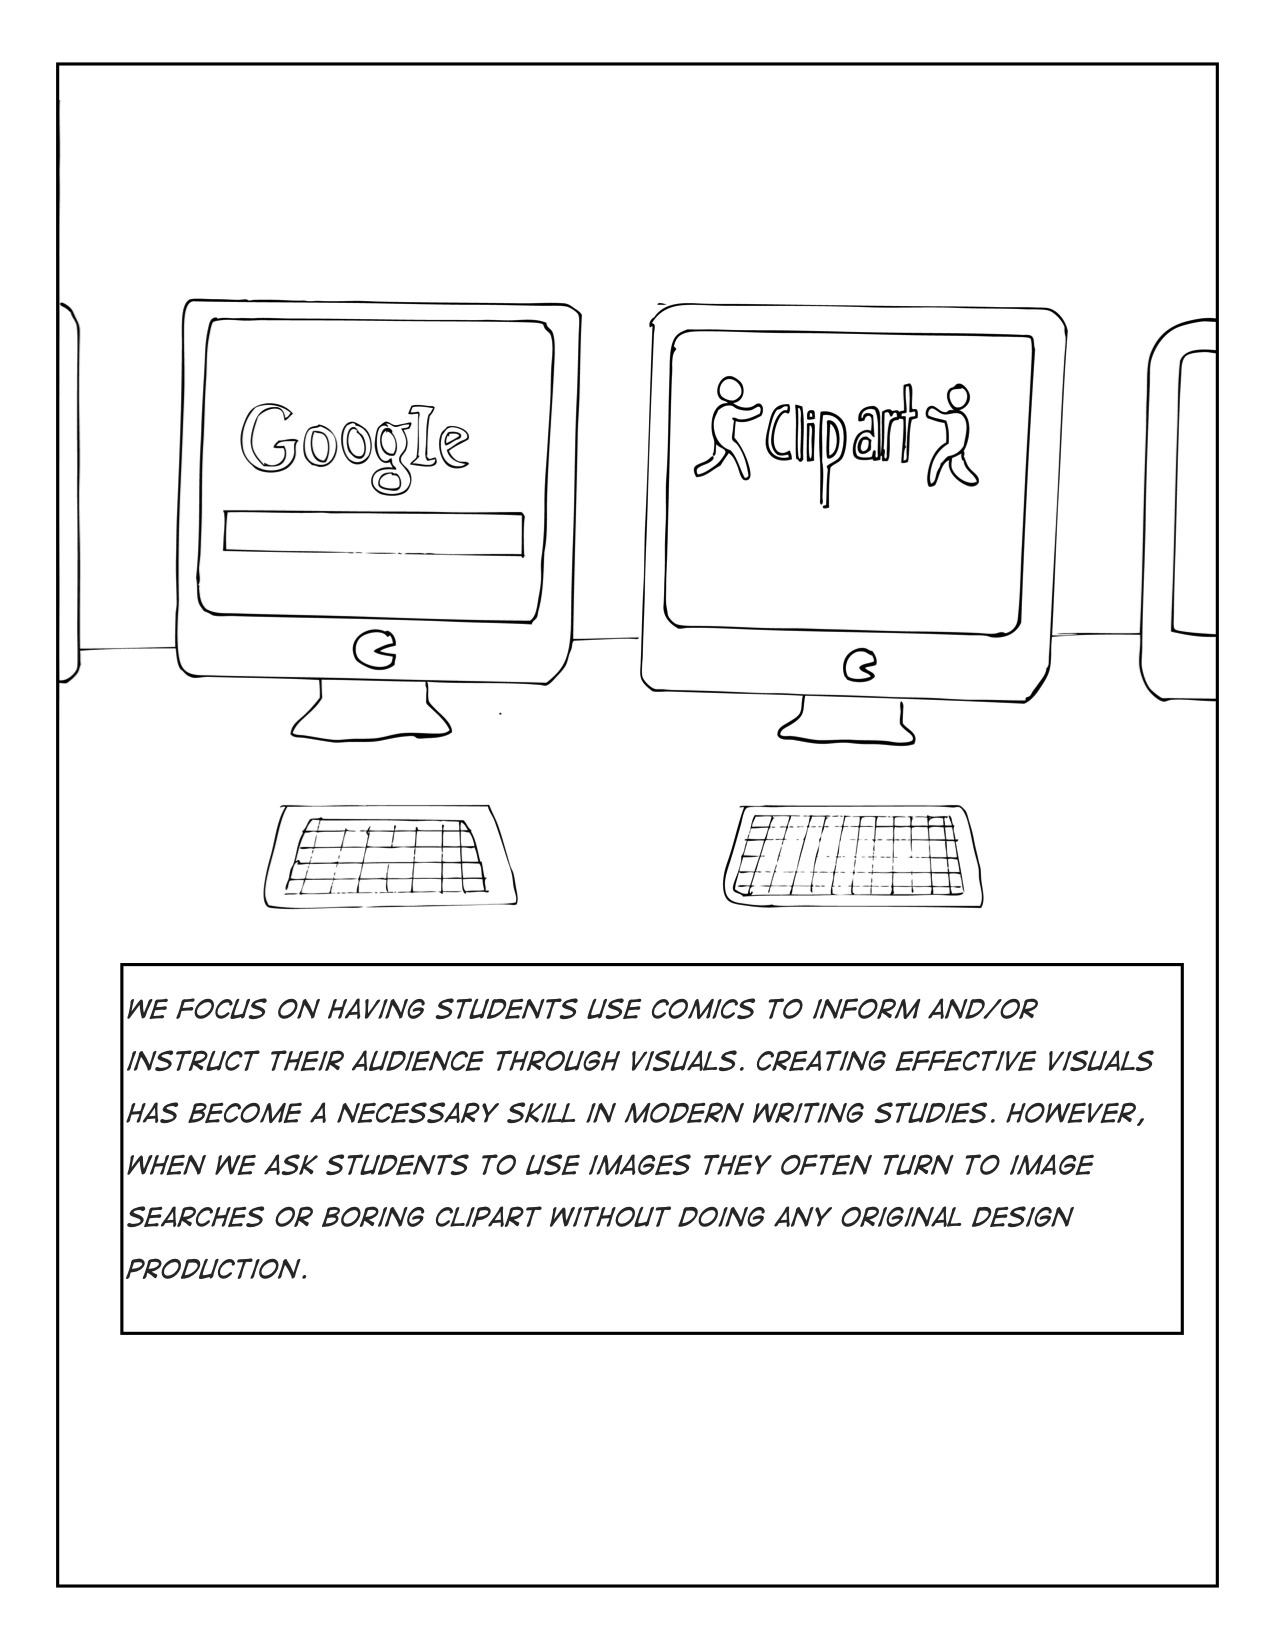 Google
clipart
WE FOCUS ON HAVING STUDENTS USE COMICS TO INFORM AND/OR
INSTRUCT THEIR AUDIENCE THROUGH VISUALS. CREATING EFFECTIVE VISUALS
HAS BECOME A NECESSARY SKILL IN MODERN WRITING STUDIES. HOWEVER,
WHEN WE ASK STUDENTS TO USE IMAGES THEY OFTEN TURN TO IMAGE
SEARCHES OR BORING CLIPART WITHOUT DOING ANY ORIGINAL DESIGN
PRODUCTION.